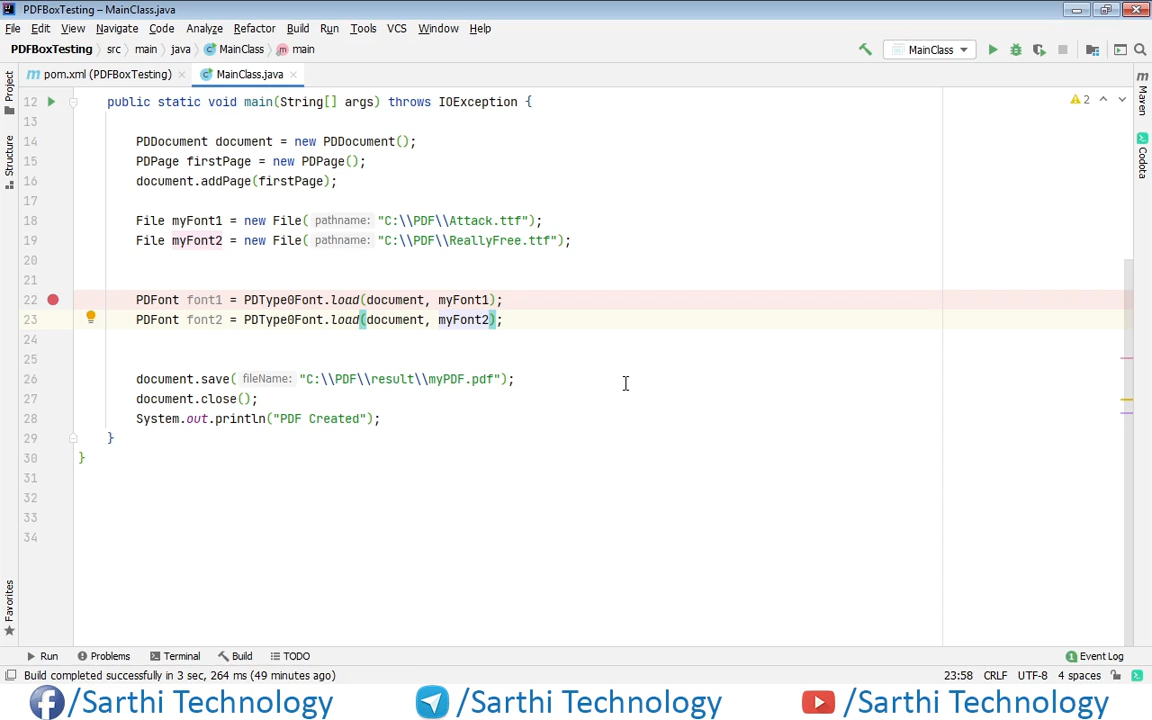 PDFBoxTesting – MainClass.java
File Edit View Navigate Code Analyze Refactor Build Run Tools VCS Window Help
PDFBoxTesting src main java MainClass main MainClass
pom.xml (PDFBoxTesting) MainClass.java
Project
Structure
Favorites
12 public static void main(String[] args) throws IOException { 2
13
14 PDDocument document = new PDDocument();
15 PDPage firstPage = new PDPage();
16 document.addPage(firstPage);
17
18 File myFont1 = new File( pathname: "C:\\PDF\\Attack.ttf");
19 File myFont2 = new File( pathname: "C:\\PDF\\ReallyFree.ttf");
20
21
22 PDFont font1 = PDType0Font.load(document, myFont1);
23 PDFont font2 = PDType0Font.load(document, myFont2);
24
25
26 document.save( fileName: "C:\\PDF\\result\\myPDF.pdf");
27 document.close();
28 System.out.println("PDF Created");
29 }
30 }
31
32
33
34
m
Maven
Codota
Run Problems Terminal Build TODO 1 Event Log
Build completed successfully in 3 sec, 264 ms (49 minutes ago) 23:58 CRLF UTF-8 4 spaces
/Sarthi Technology /Sarthi Technology /Sarthi Technology